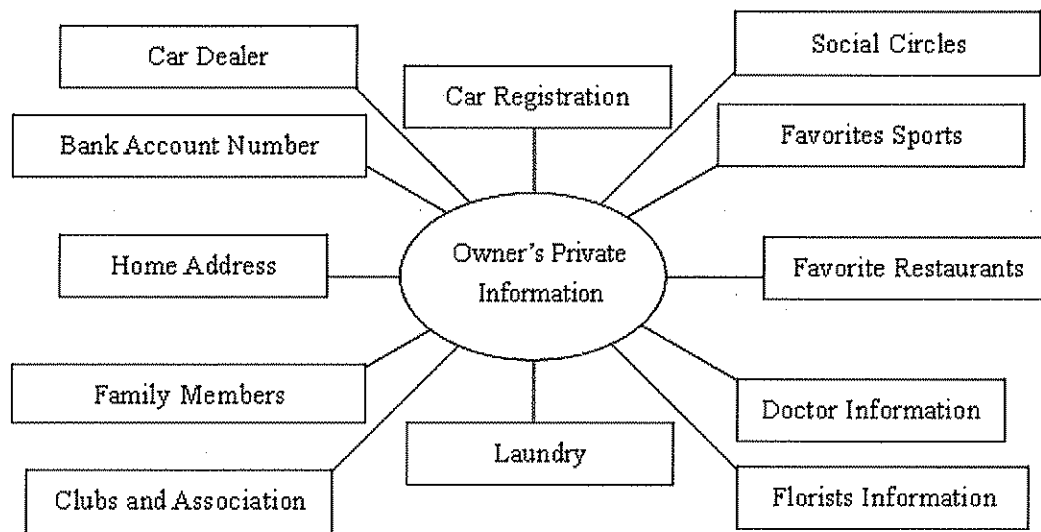 Car Dealer
Car Registration
Social Circles
Bank Account Number
Favorites Sports
Home Address
Owner's Private
Information
Favorite Restaurants
Family Members
Laundry
Doctor Information
Clubs and Association
Florists Information